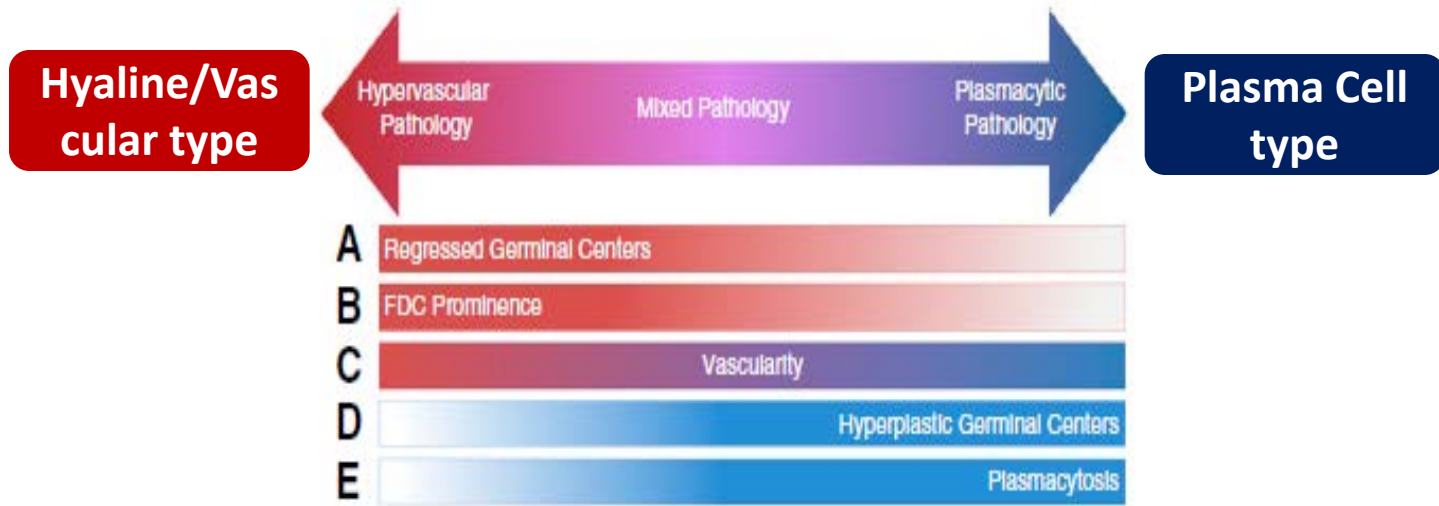 Hyaline/Vas
cular type
Hypervascular
Pathology
Mixed Pathology
Plasmacytic
Pathology
Plasma Cell
type
A Regressed Germinal Centers
B FDC Prominence
C Vascularity
D Hyperplastic Germinal Centers
E Plasmacytosis